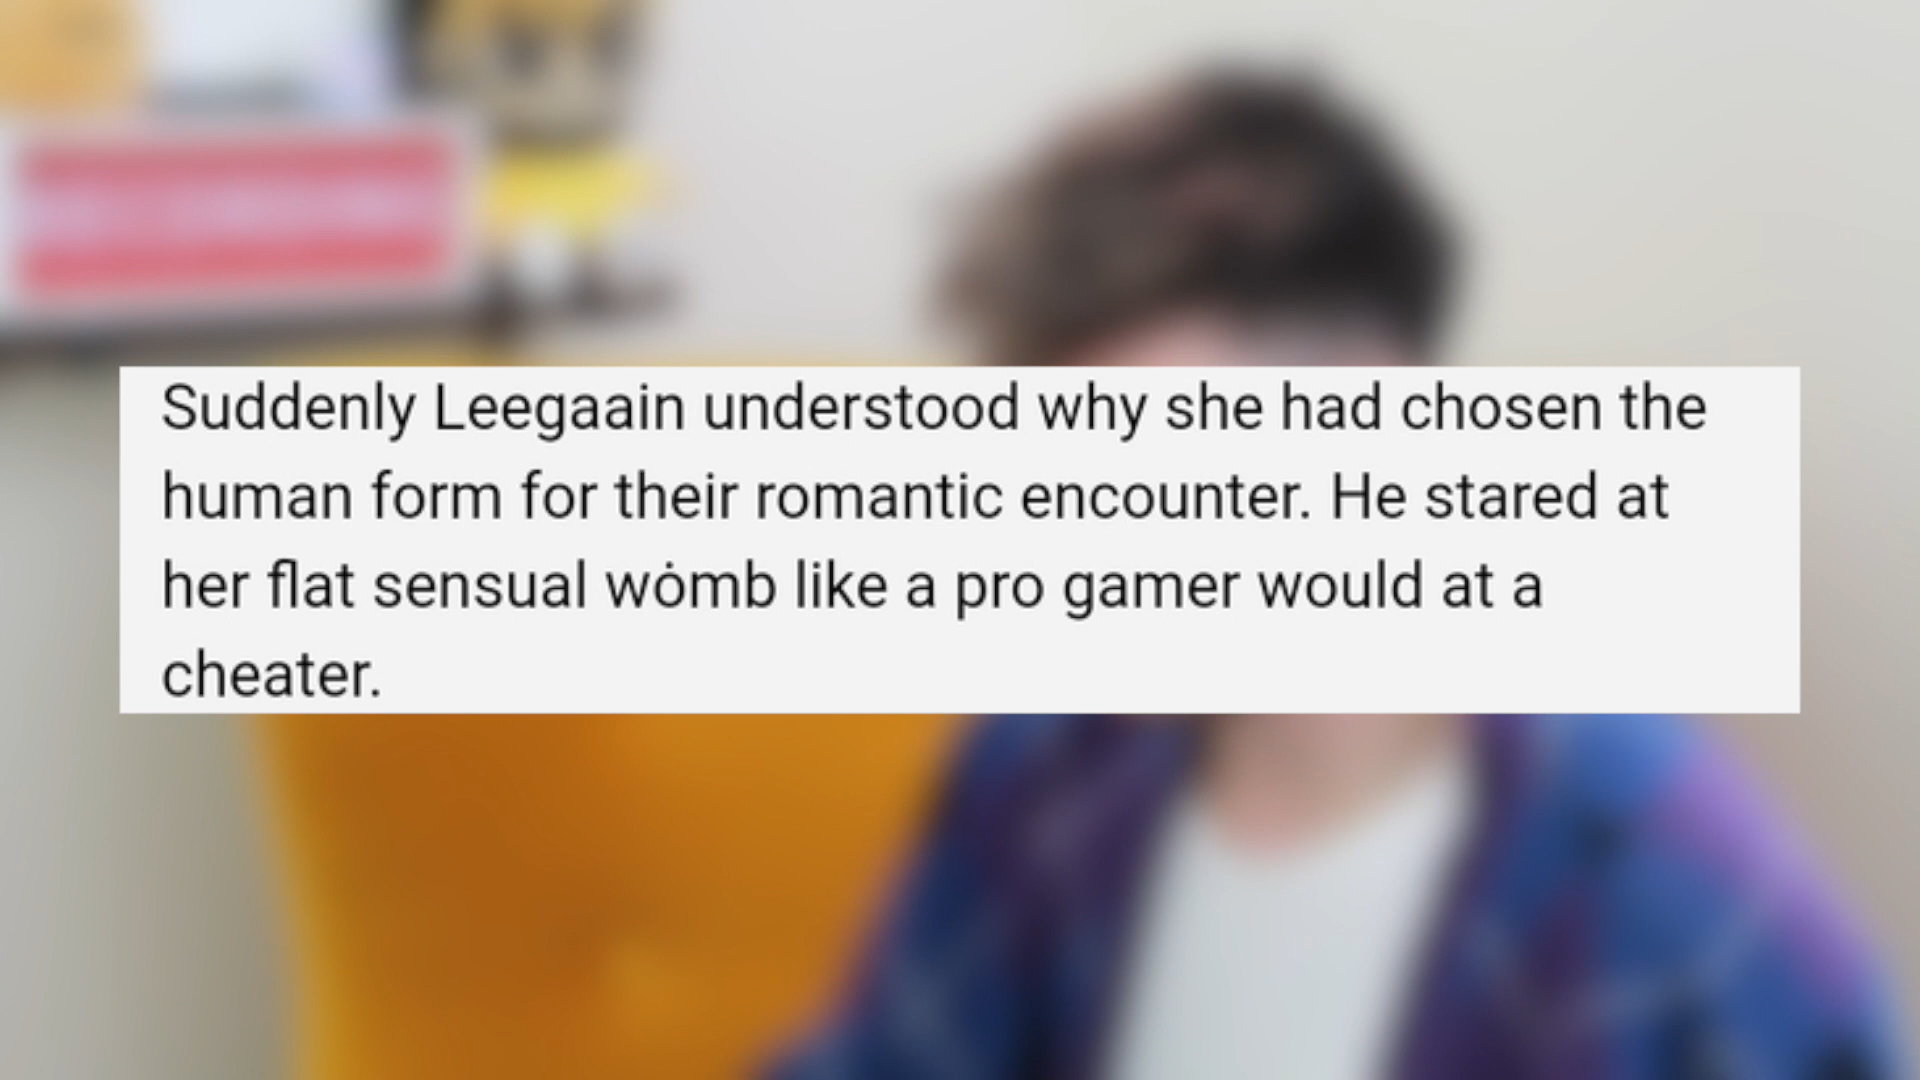 Suddenly Leegaain understood why she had chosen the
human form for their romantic encounter. He stared at
her flat sensual wȯmb like a pro gamer would at a
cheater.